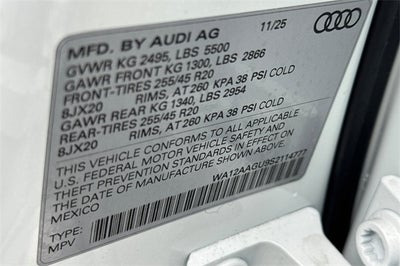 MFD. BY AUDI AG 11/25
GVWR KG 2495, LBS 5500
GAWR FRONT KG 1300, LBS 2866
FRONT-TIRES 255/45 R20
8JX20 RIMS, AT 260 KPA 38 PSI COLD
GAWR REAR KG 1340, LBS 2954
REAR-TIRES 255/45 R20
8JX20 RIMS, AT 260 KPA 38 PSI COLD
THIS VEHICLE CONFORMS TO ALL APPLICABLE
U.S. FEDERAL MOTOR VEHICLE SAFETY AND
THEFT PREVENTION STANDARDS IN EFFECT ON
THE DATE OF MANUFACTURE SHOWN ABOVE.
MEXICO WA12AAGU9S2114777
TYPE:
MPV